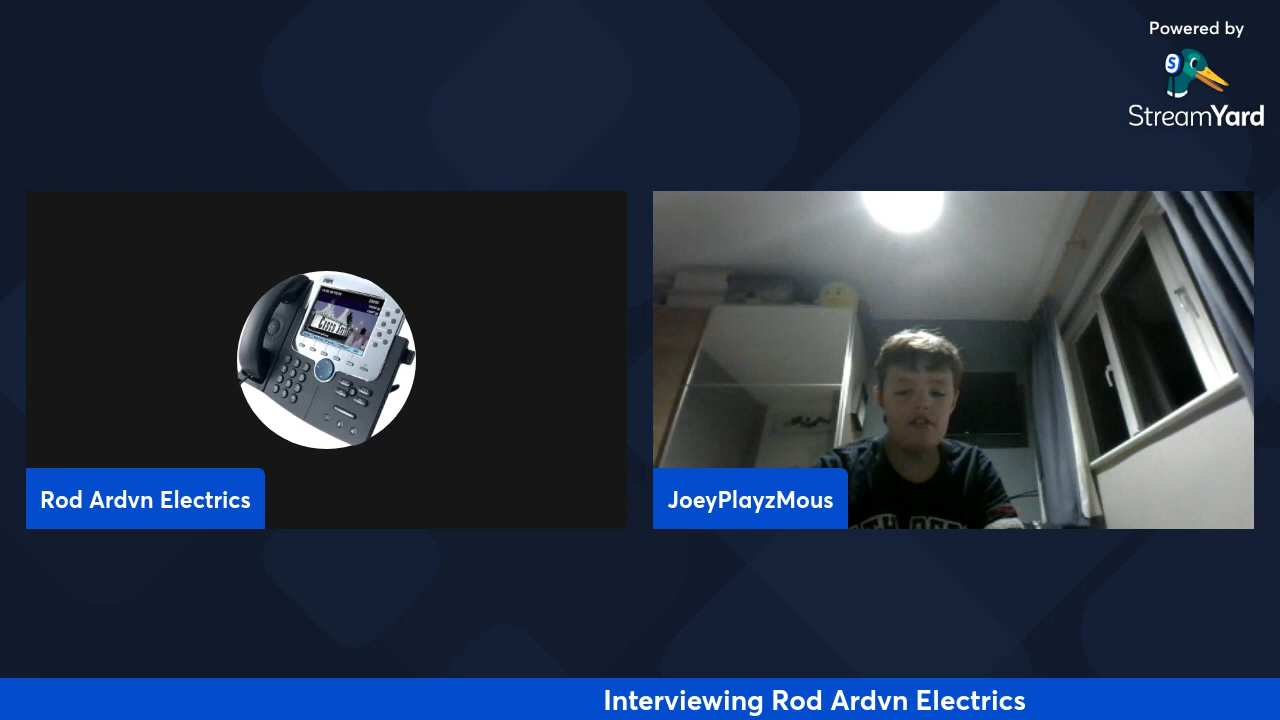 Powered by
S
StreamYard
Rod Ardvn Electrics
JoeyPlayzMous
Interviewing Rod Ardvn Electrics